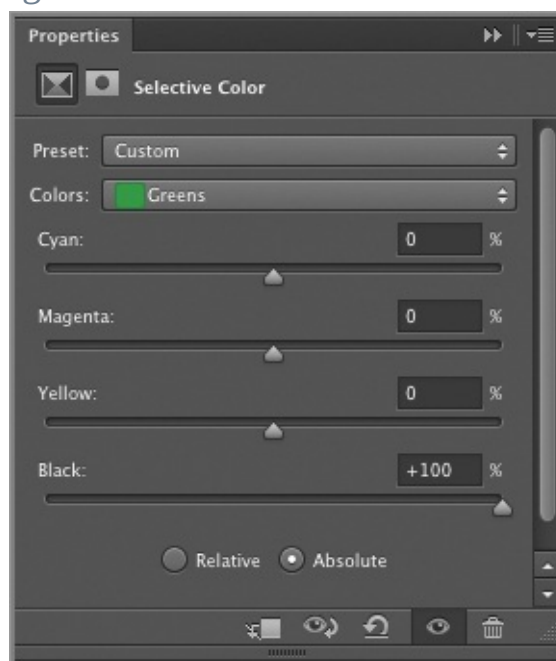 Properties
Selective Color
Preset: Custom
Colors: Greens
Cyan: 0 %
Magenta: 0 %
Yellow: 0 %
Black: +100 %
Relative Absolute